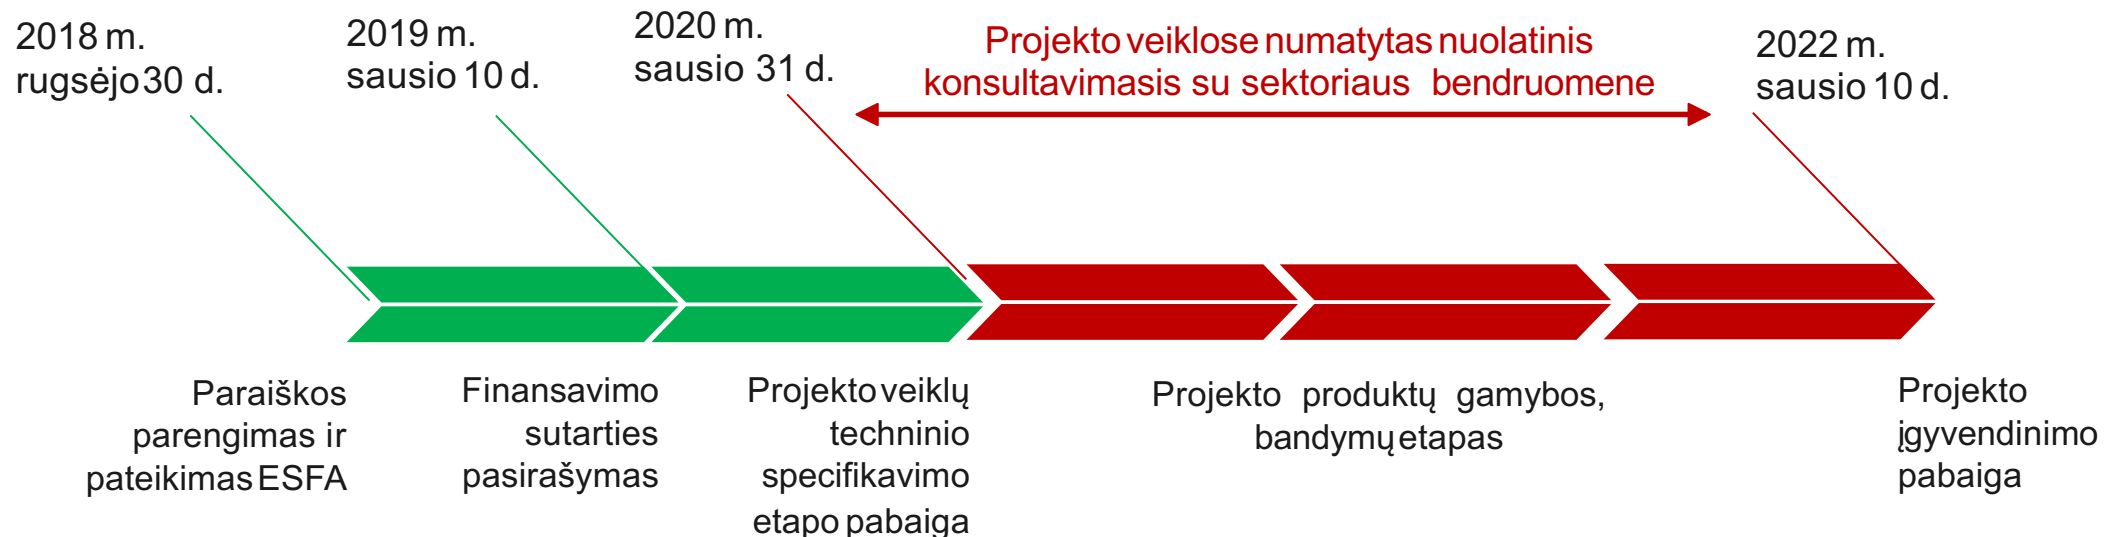 2018 m.
rugsėjo 30 d.
2019 m.
sausio 10 d.
2020 m.
sausio 31 d.
Projekto veiklose numatytas nuolatinis
konsultavimasis su sektoriaus bendruomene
2022 m.
sausio 10 d.
Paraiškos
parengimas ir
pateikimas ESFA
Finansavimo
sutarties
pasirašymas
Projekto veiklų
techninio
specifikavimo
etapo pabaiga
Projekto produktų gamybos,
bandymų etapas
Projekto
įgyvendinimo
pabaiga